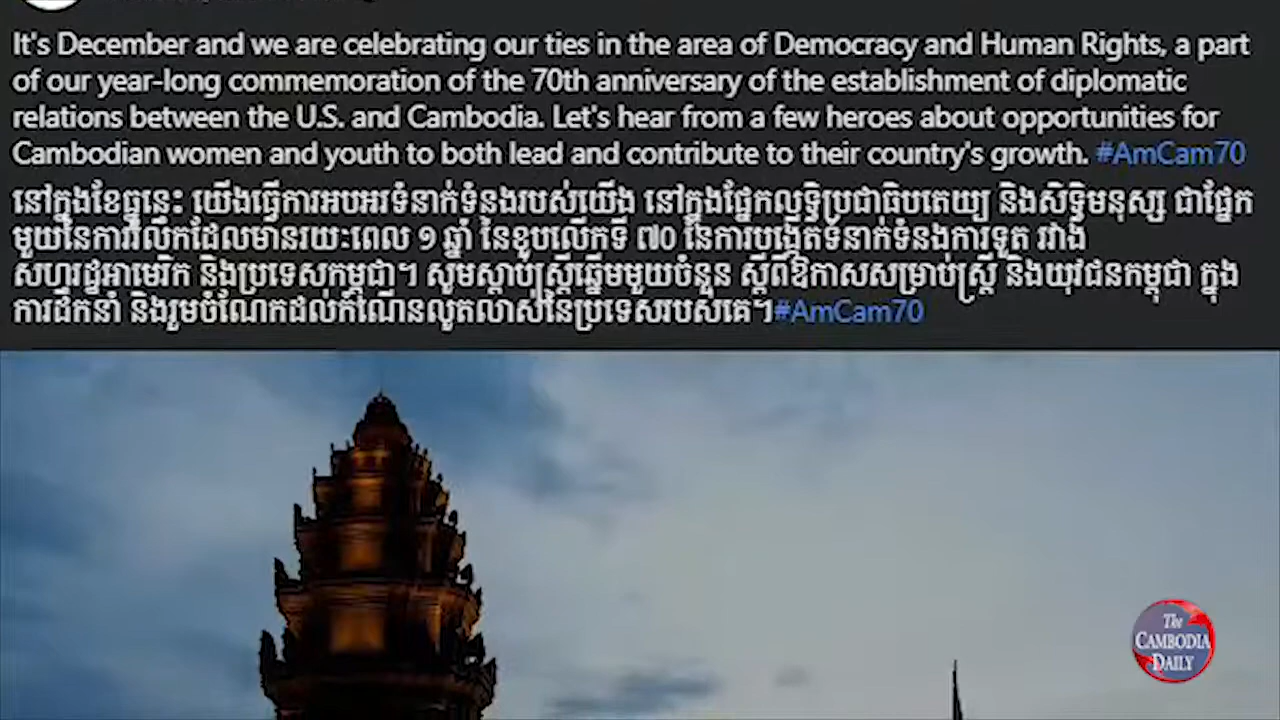 It's December and we are celebrating our ties in the area of Democracy and Human Rights, a part
of our year-long commemoration of the 70th anniversary of the establishment of diplomatic
relations between the U.S. and Cambodia. Let's hear from a few heroes about opportunities for
Cambodian women and youth to both lead and contribute to their country's growth. #AmCam70
នៅក្នុងខែធ្នូនេះ យើងធ្វើការអបអរទំនាក់ទំនងរបស់យើង នៅក្នុងផ្នែកលទ្ធិប្រជាធិបតេយ្យ និងសិទ្ធិមនុស្ស ជាផ្នែក
មួយនៃការរំលឹកដែលមានរយៈពេល ១ ឆ្នាំ នៃខួបលើកទី ៧០ នៃការបង្កើតទំនាក់ទំនងការទូត រវាង
សហរដ្ឋអាមេរិក និងប្រទេសកម្ពុជា។ សូមស្តាប់ស្ត្រីឆ្នើមមួយចំនួន ស្តីពីឱកាសសម្រាប់ស្ត្រី និងយុវជនកម្ពុជា ក្នុង
ការដឹកនាំ និងរួមចំណែកដល់កំណើនលូតលាស់នៃប្រទេសរបស់គេ។#AmCam70
The
CAMBODIA
DAILY